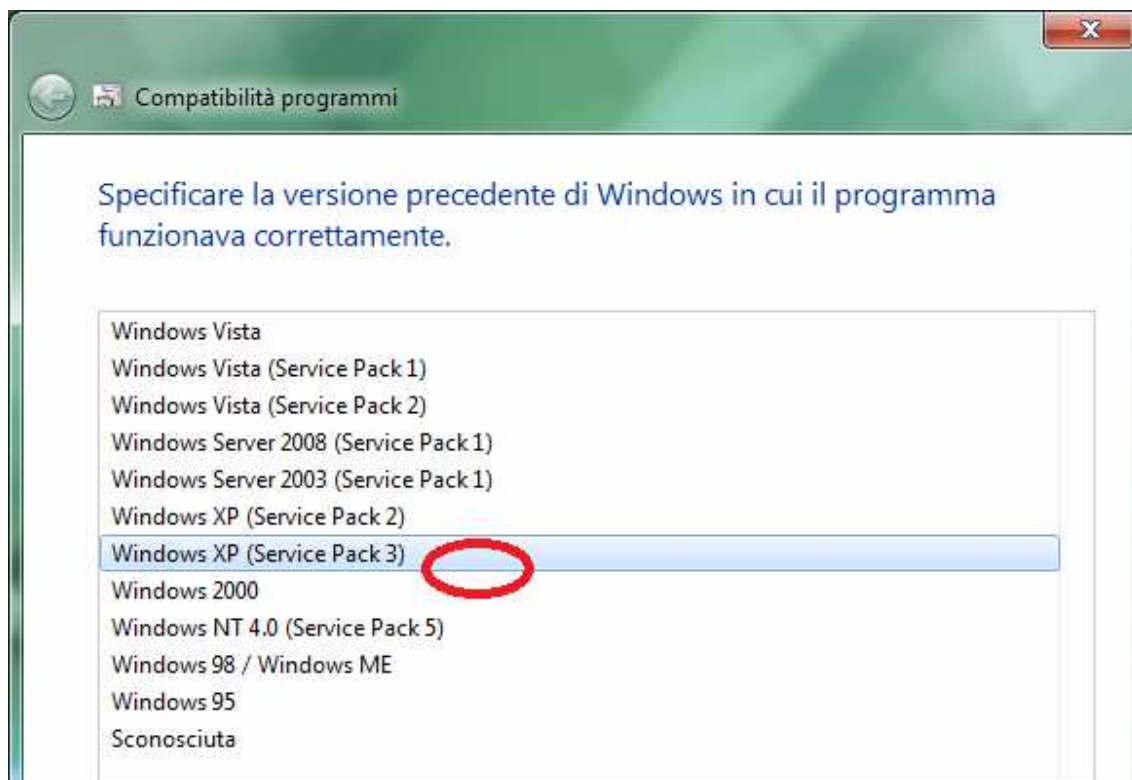 Compatibilità programmi
Specificare la versione precedente di Windows in cui il programma
funzionava correttamente.
Windows Vista
Windows Vista (Service Pack 1)
Windows Vista (Service Pack 2)
Windows Server 2008 (Service Pack 1)
Windows Server 2003 (Service Pack 1)
Windows XP (Service Pack 2)
Windows XP (Service Pack 3)
Windows 2000
Windows NT 4.0 (Service Pack 5)
Windows 98 / Windows ME
Windows 95
Sconosciuta